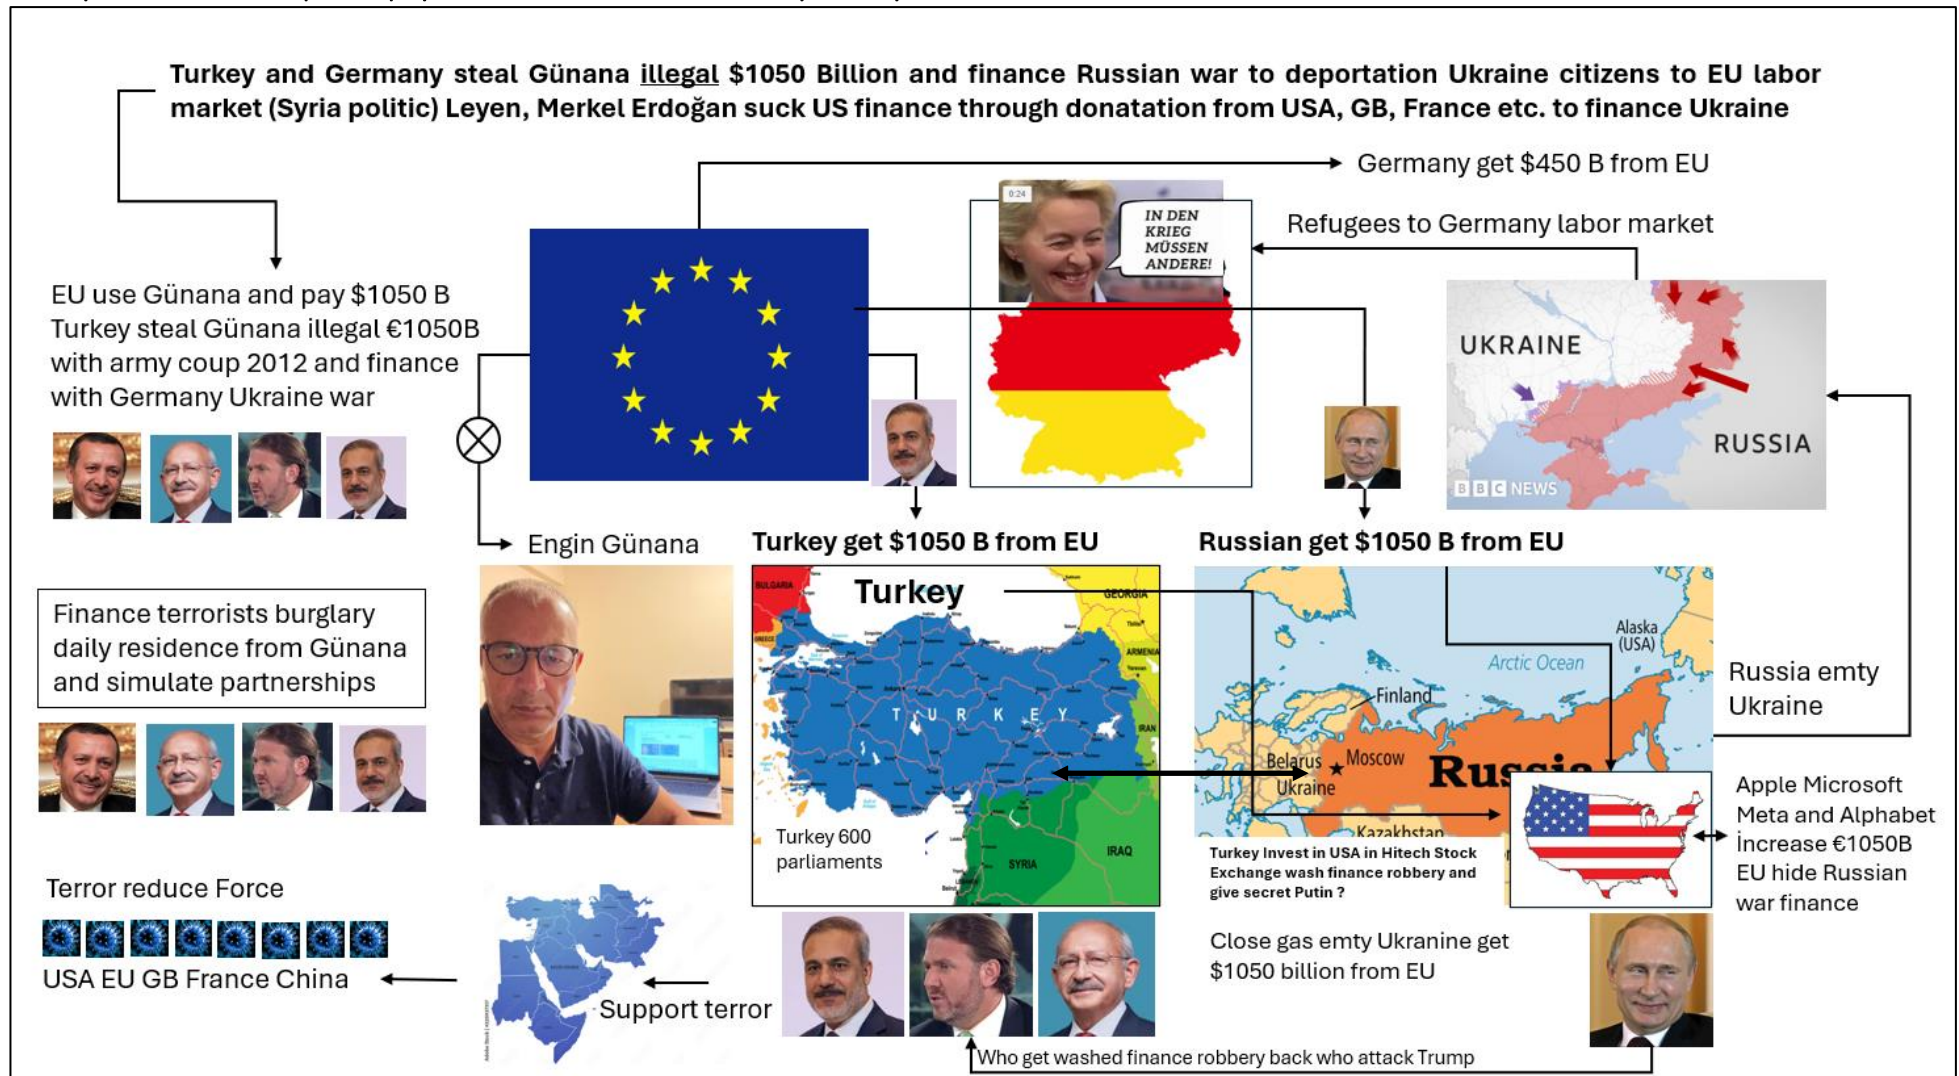 Turkey and Germany steal Günana illegal $1050 Billion and finance Russian war to deportation Ukraine citizens to EU labor
market (Syria politic) Leyen, Merkel Erdoğan suck US finance through donatation from USA, GB, France etc. to finance Ukraine
Germany get $450 B from EU
0:24
IN DEN
KRIEG
MÜSSEN
ANDERE!
Refugees to Germany labor market
EU use Günana and pay $1050 B
Turkey steal Günana illegal €1050B
with army coup 2012 and finance
with Germany Ukraine war
UKRAINE
RUSSIA
BBC NEWS
Engin Günana
Turkey get $1050 B from EU
Russian get $1050 B from EU
Finance terrorists burglary
daily residence from Günana
and simulate partnerships
BULGARIA
Turkey
GEORGIA
GREECE
ARMENIA
TURKEY
IRAN
Turkey 600
parliaments
SYRIA
IRAQ
Alaska
(USA)
Arctic Ocean
Finland
Belarus
Moscow
Ukraine
Russia
Kazakhstan
Russia emty
Ukraine
Turkey Invest in USA in Hitech Stock
Exchange wash finance robbery and
give secret Putin ?
Apple Microsoft
Meta and Alphabet
İncrease €1050B
EU hide Russian
war finance
Terror reduce Force
USA EU GB France China
Support terror
Close gas emty Ukranine get
$1050 billion from EU
Who get washed finance robbery back who attack Trump